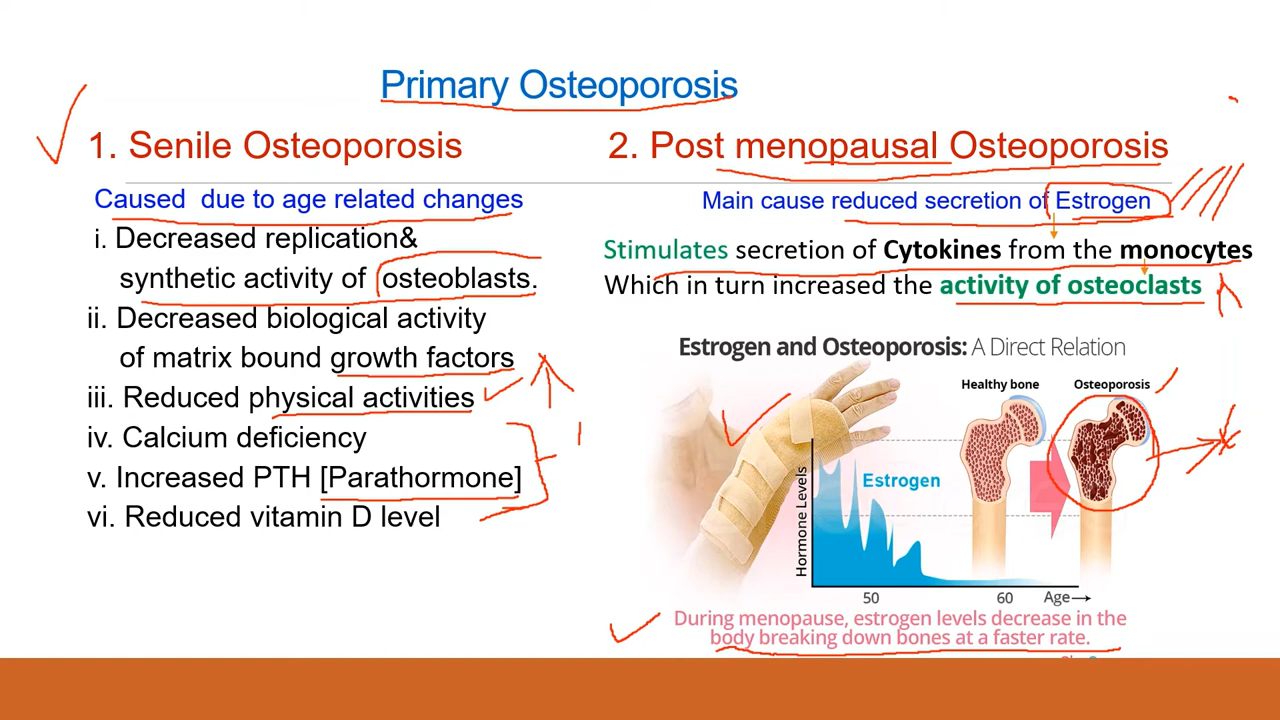 Primary Osteoporosis
1. Senile Osteoporosis
Caused due to age related changes
i. Decreased replication&
synthetic activity of osteoblasts.
ii. Decreased biological activity
of matrix bound growth factors
iii. Reduced physical activities
iv. Calcium deficiency
v. Increased PTH [Parathormone]
vi. Reduced vitamin D level
2. Post menopausal Osteoporosis
Main cause reduced secretion of Estrogen
Stimulates secretion of Cytokines from the monocytes
Which in turn increased the activity of osteoclasts
Estrogen and Osteoporosis: A Direct Relation
Healthy bone
Osteoporosis
Estrogen
Hormone Levels
50
60
Age
During menopause, estrogen levels decrease in the
body breaking down bones at a faster rate.